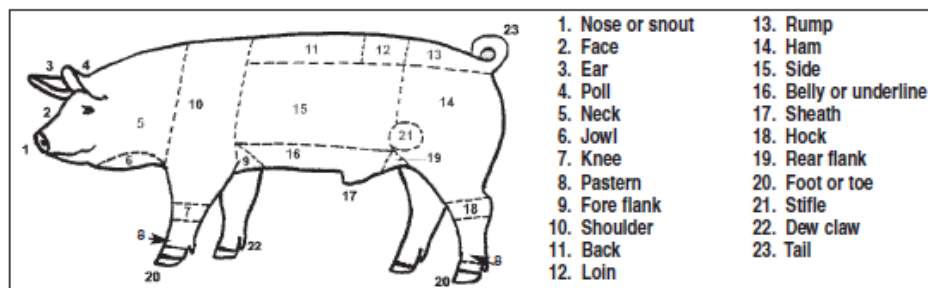 1. Nose or snout
2. Face
3. Ear
4. Poll
5. Neck
6. Jowl
7. Knee
8. Pastern
9. Fore flank
10. Shoulder
11. Back
12. Loin
13. Rump
14. Ham
15. Side
16. Belly or underline
17. Sheath
18. Hock
19. Rear flank
20. Foot or toe
21. Stifle
22. Dew claw
23. Tail
23
11
12
13
3
4
10
14
2
15
5
21
1
6
9
16
19
17
7
18
8
22
8
20
20